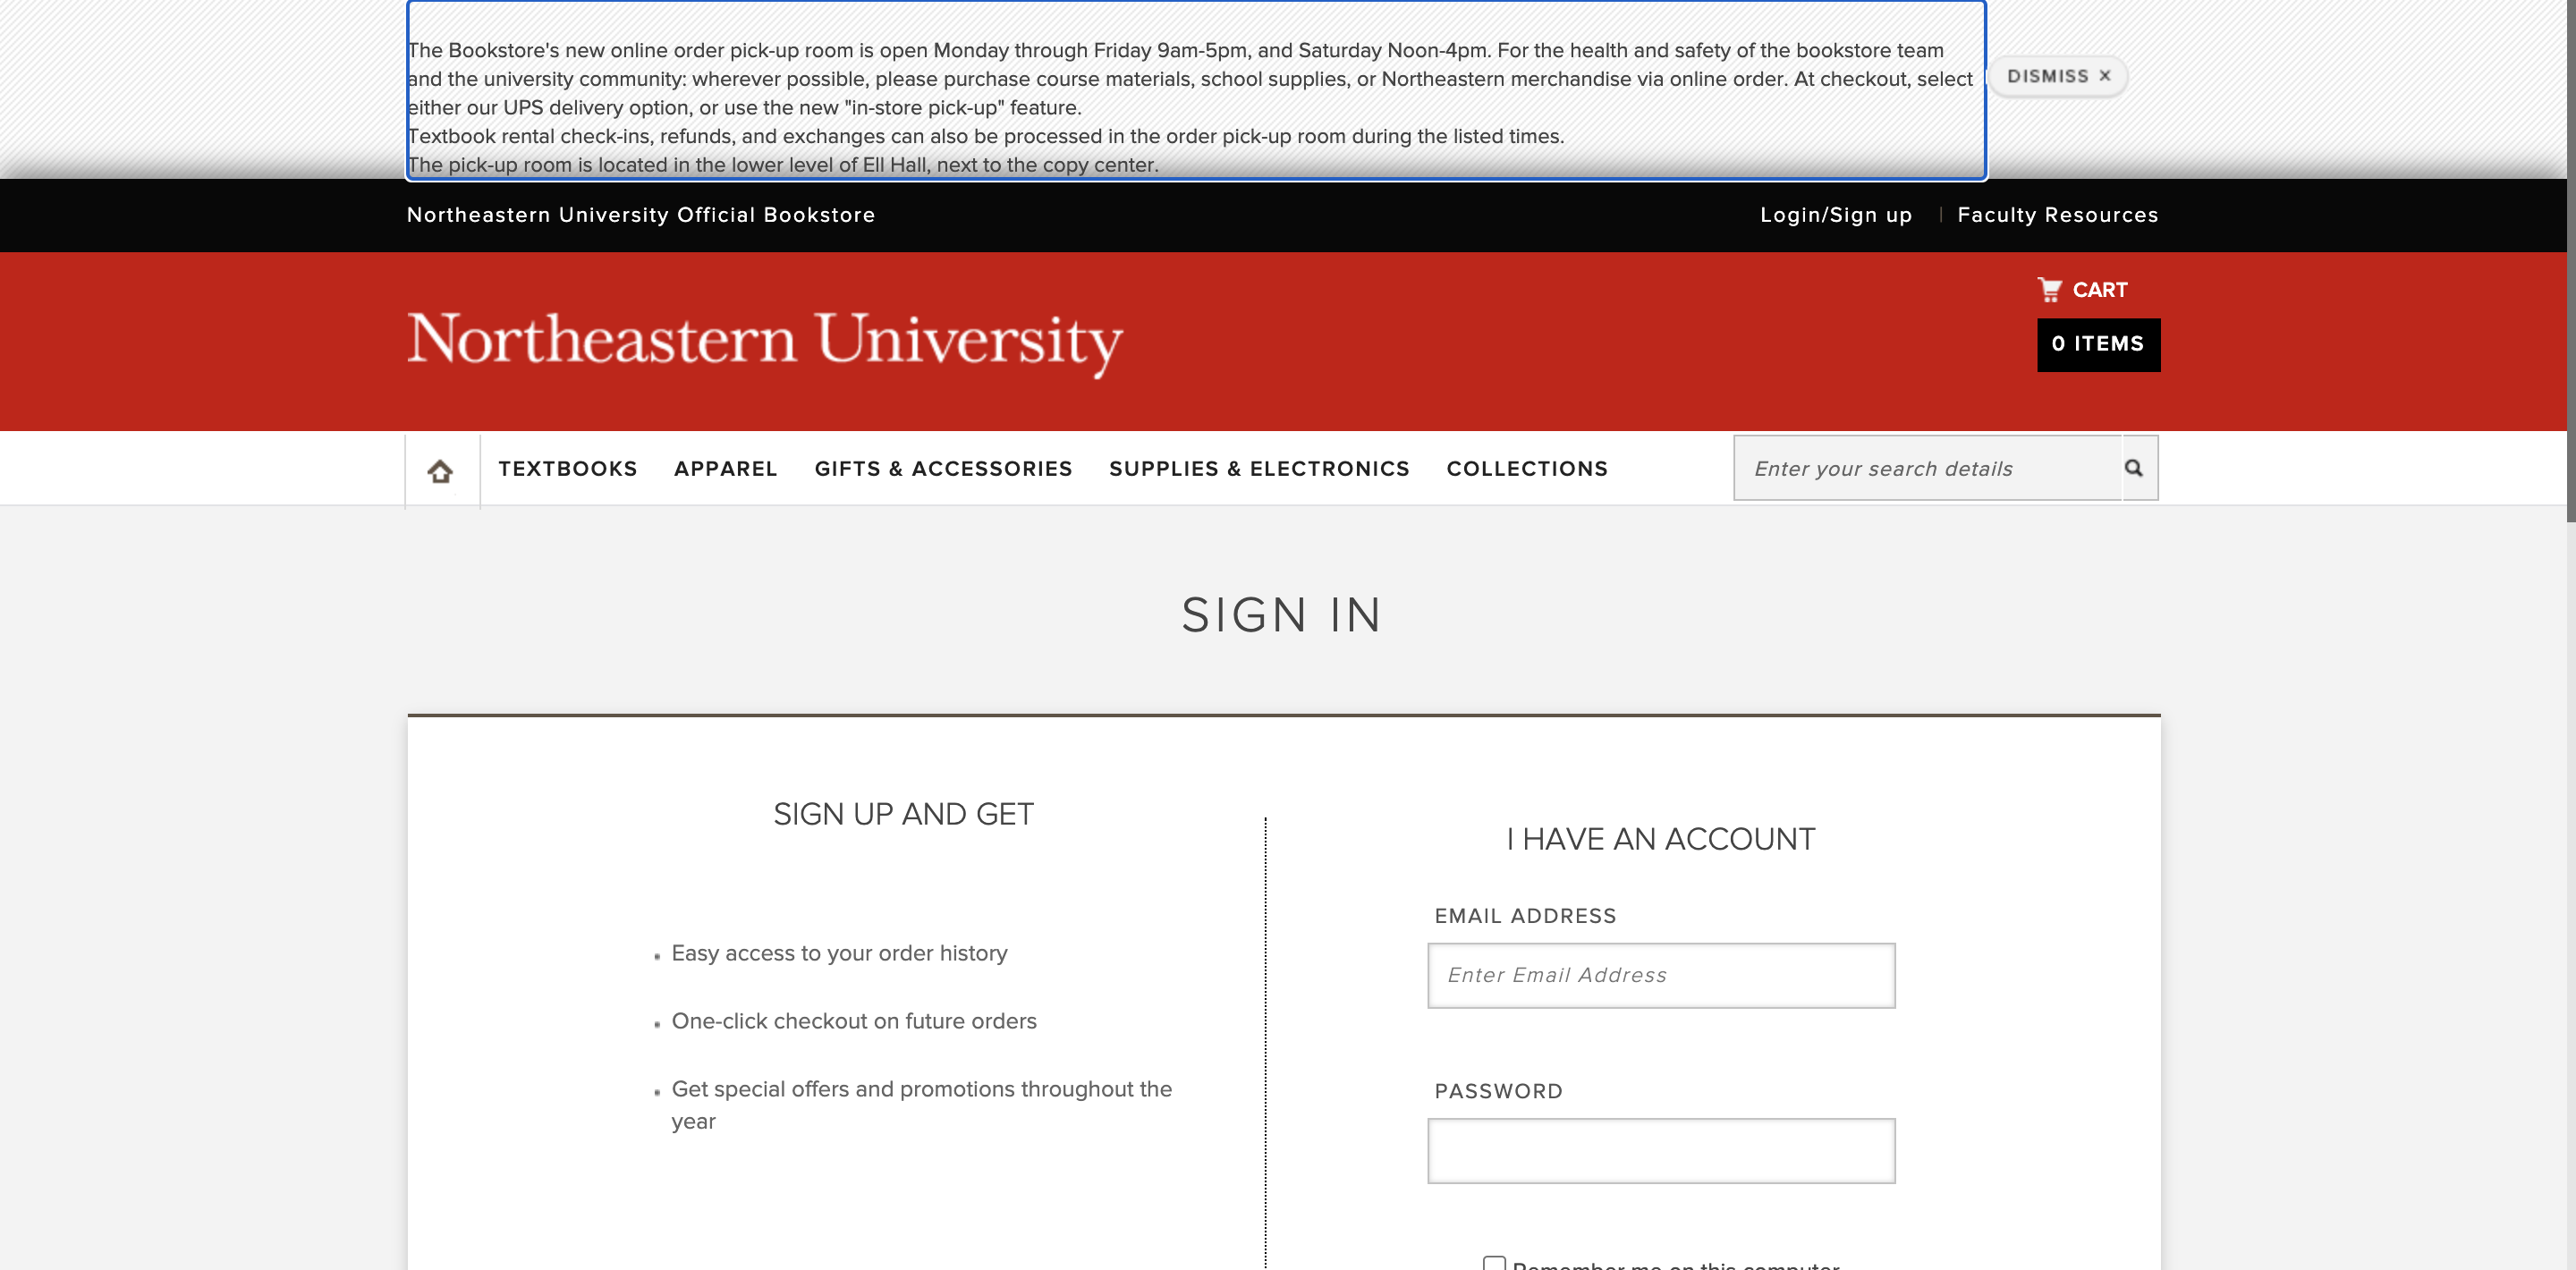 The Bookstore's new online order pick-up room is open Monday through Friday 9am-5pm, and Saturday Noon-4pm. For the health and safety of the bookstore team
and the university community: wherever possible, please purchase course materials, school supplies, or Northeastern merchandise via online order. At checkout, select
either our UPS delivery option, or use the new "in-store pick-up" feature.
Textbook rental check-ins, refunds, and exchanges can also be processed in the order pick-up room during the listed times.
The pick-up room is located in the lower level of Ell Hall, next to the copy center.
DISMISS ×
Northeastern University Official Bookstore
Login/Sign up | Faculty Resources
CART
Northeastern University
0 ITEMS
TEXTBOOKS APPAREL GIFTS & ACCESSORIES SUPPLIES & ELECTRONICS COLLECTIONS
Enter your search details
SIGN IN
SIGN UP AND GET
Easy access to your order history
One-click checkout on future orders
Get special offers and promotions throughout the
year
I HAVE AN ACCOUNT
EMAIL ADDRESS
Enter Email Address
PASSWORD
Remember me on this computer